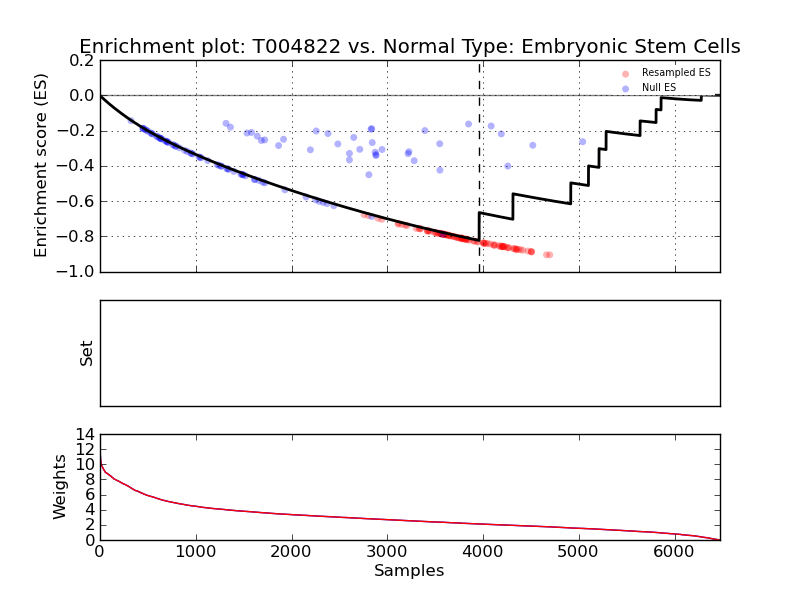 Enrichment plot: T004822 vs. Normal Type: Embryonic Stem Cells
Enrichment score (ES)
0.2
0.0
−0.2
−0.4
−0.6
−0.8
−1.0
Resampled ES
Null ES
Set
Weights
14
12
10
8
6
4
2
0
0 1000 2000 3000 4000 5000 6000
Samples